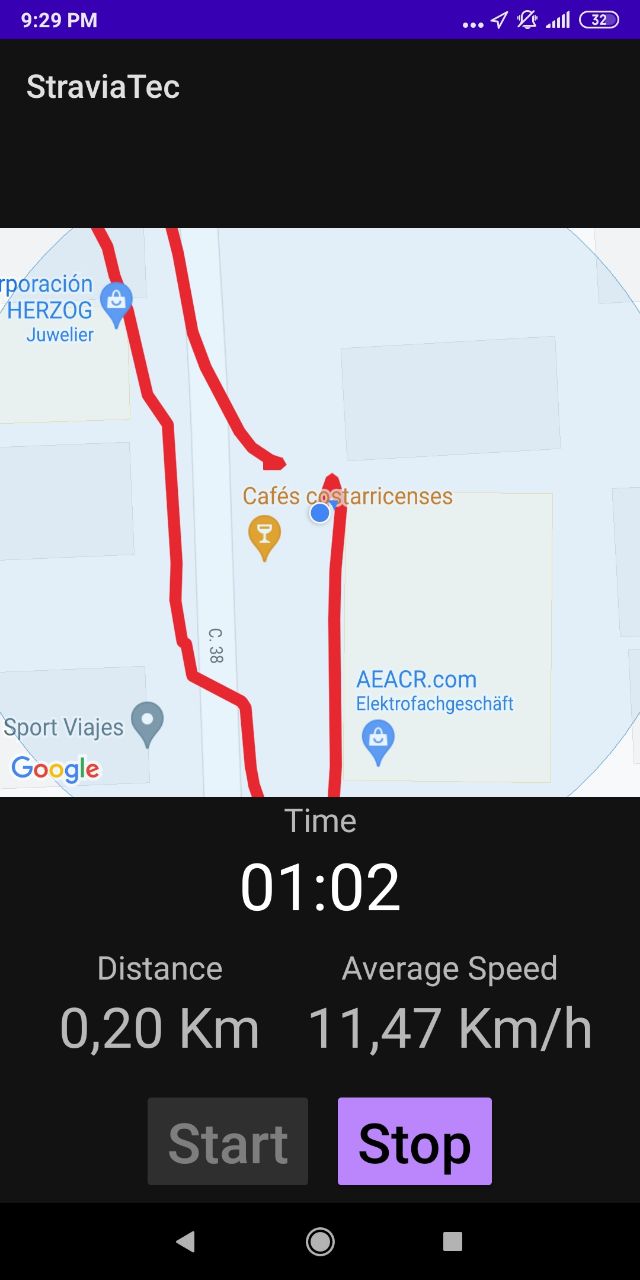 9:29 PM
32
StraviaTec
rporación
HERZOG
Juwelier
Cafés costarricenses
C. 38
AEACR.com
Elektrofachgeschäft
Sport Viajes
Google
Time
01:02
Distance
Average Speed
0,20 Km
11,47 Km/h
Start
Stop